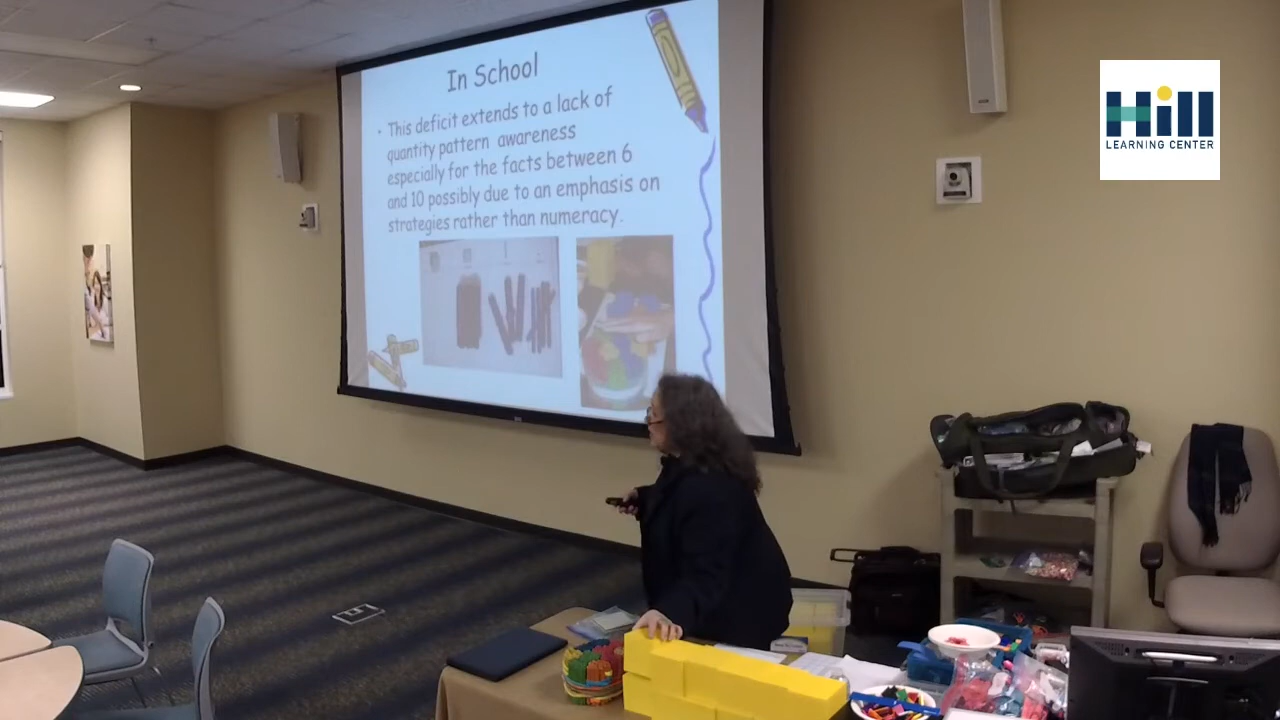 In School
• This deficit extends to a lack of
quantity pattern awareness
especially for the facts between 6
and 10 possibly due to an emphasis on
strategies rather than numeracy.
Hill
LEARNING CENTER